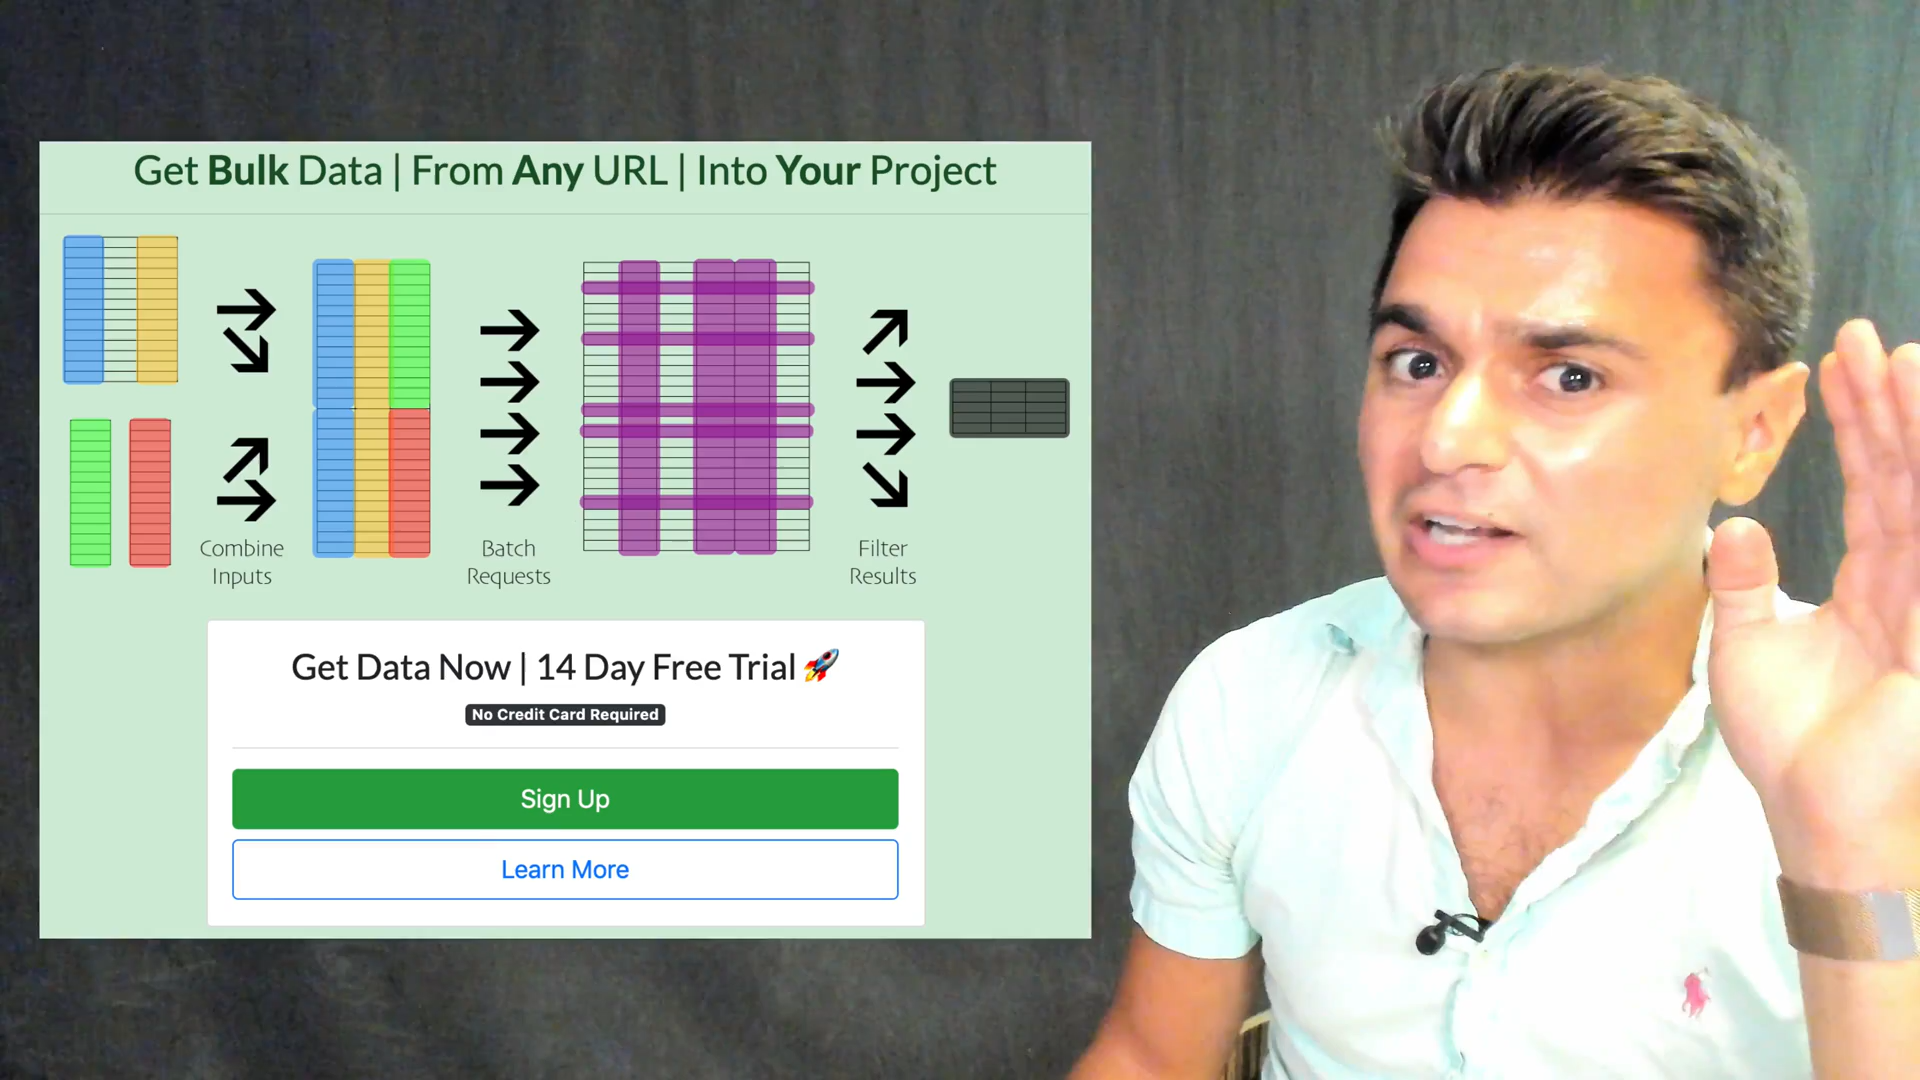 Get Bulk Data | From Any URL | Into Your Project
Combine
Inputs
Batch
Requests
Filter
Results
Get Data Now | 14 Day Free Trial 🚀
No Credit Card Required
Sign Up
Learn More